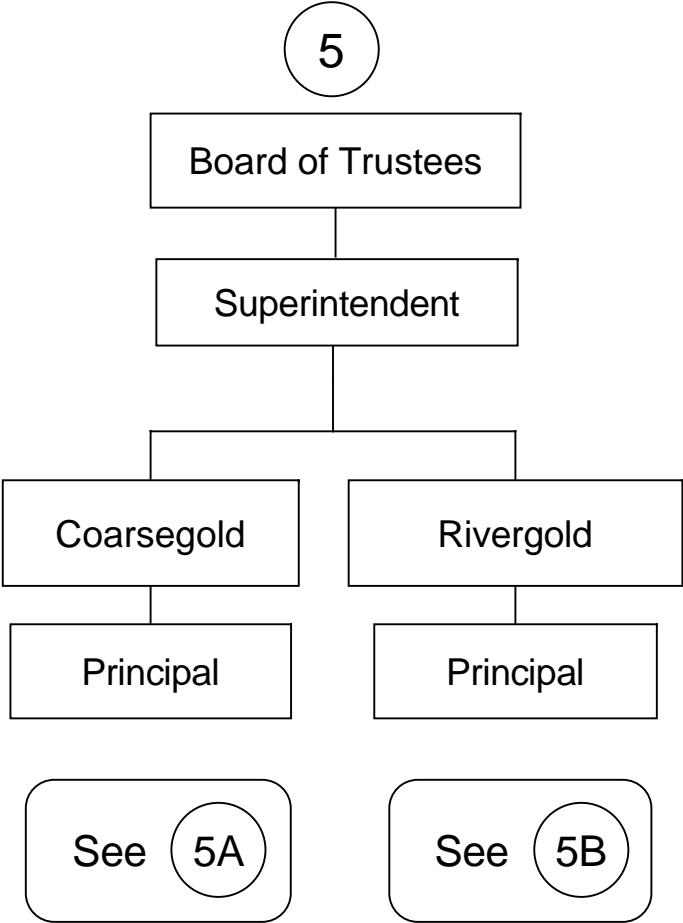 5
Board of Trustees
Superintendent
Coarsegold
Rivergold
Principal
Principal
See 5A
See 5B